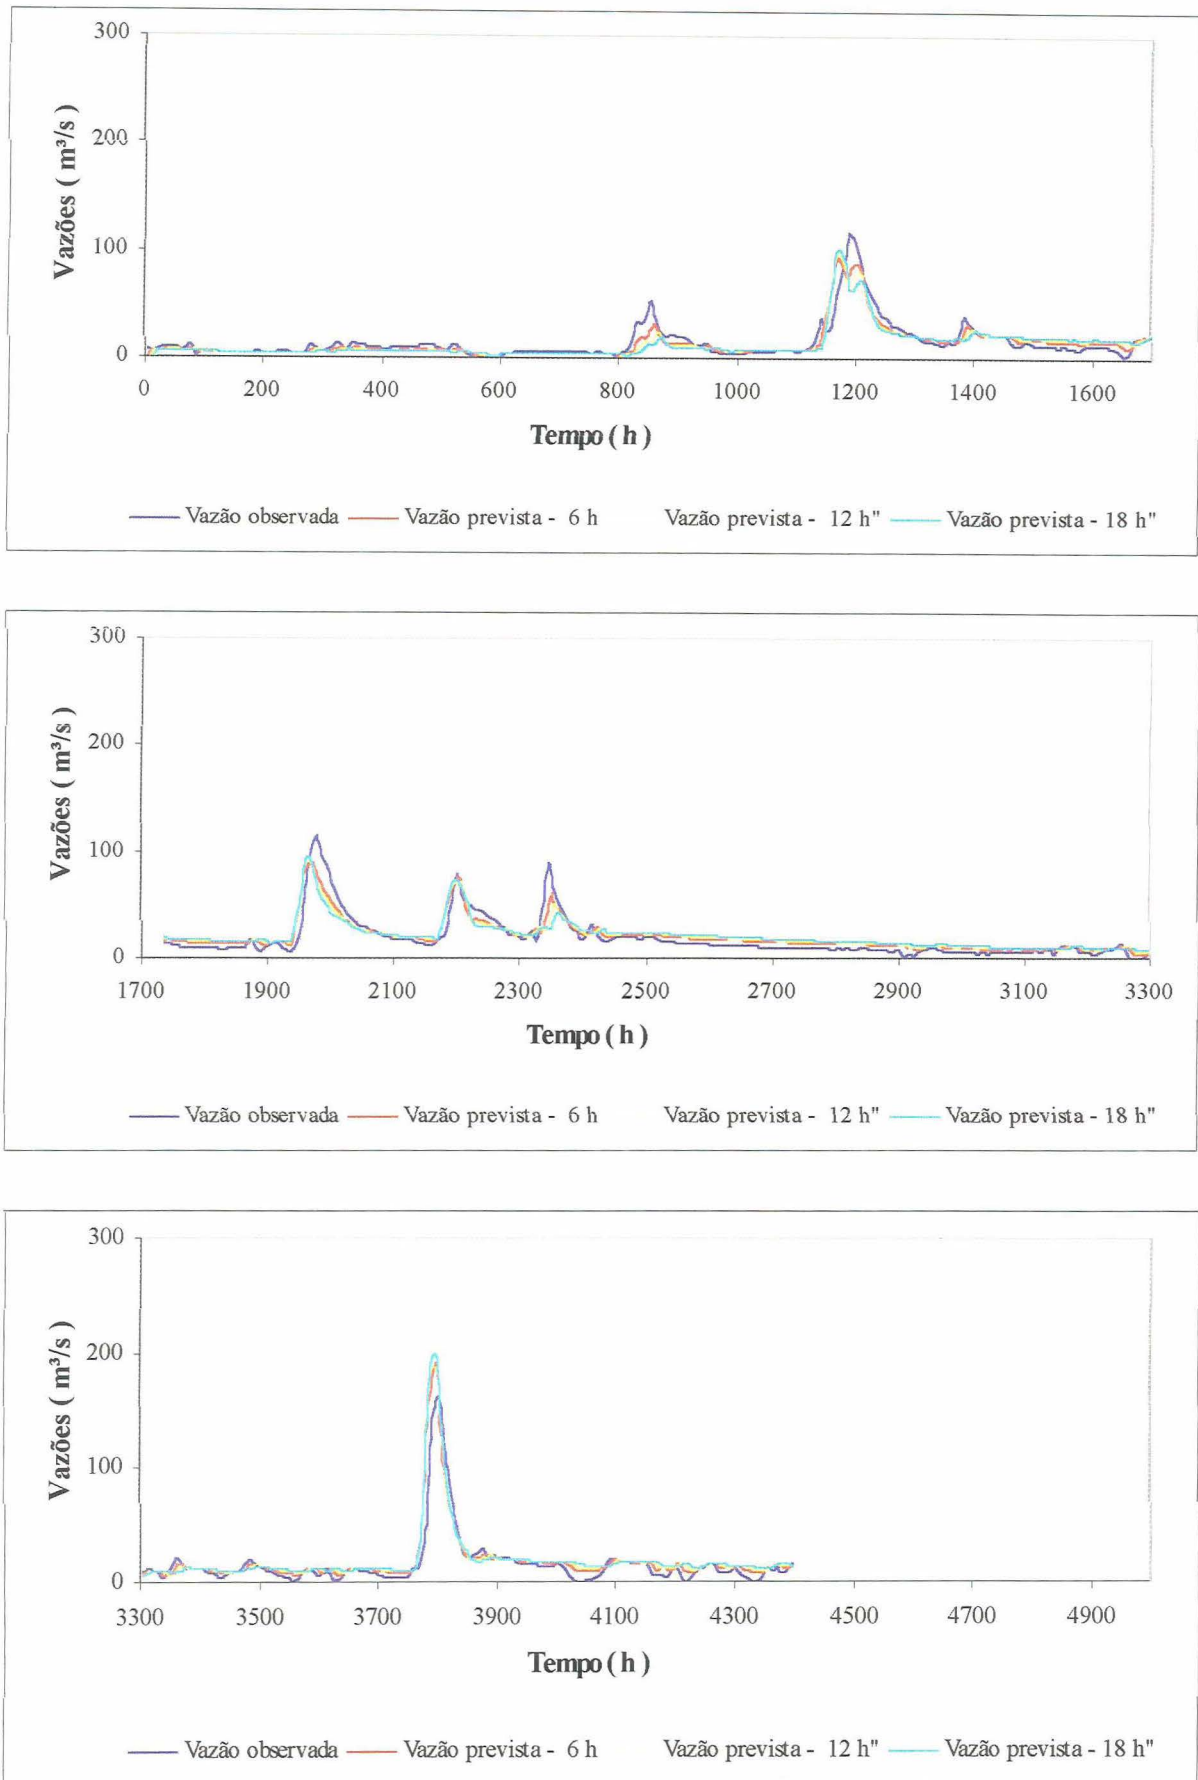 300
200
100
0
Vazões ( m³/s )
0 200 400 600 800 1000 1200 1400 1600
Tempo ( h )
Vazão observada Vazão prevista - 6 h Vazão prevista - 12 h" Vazão prevista - 18 h"
300
200
100
0
Vazões ( m³/s )
1700 1900 2100 2300 2500 2700 2900 3100 3300
Tempo ( h )
Vazão observada Vazão prevista - 6 h Vazão prevista - 12 h" Vazão prevista - 18 h"
300
200
100
0
Vazões ( m³/s )
3300 3500 3700 3900 4100 4300 4500 4700 4900
Tempo ( h )
Vazão observada Vazão prevista - 6 h Vazão prevista - 12 h" Vazão prevista - 18 h"